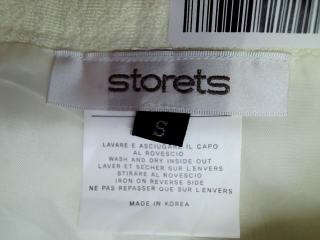 storets
S
LAVARE E ASCIUGARE IL CAPO
AL ROVESCIO
WASH AND DRY INSIDE OUT
LAVER ET SECHER SUR L'ENVERS
STIRARE AL ROVESCIO
IRON ON REVERSE SIDE
NE PAS REPASSER QUE SUR L'ENVERS
MADE IN KOREA